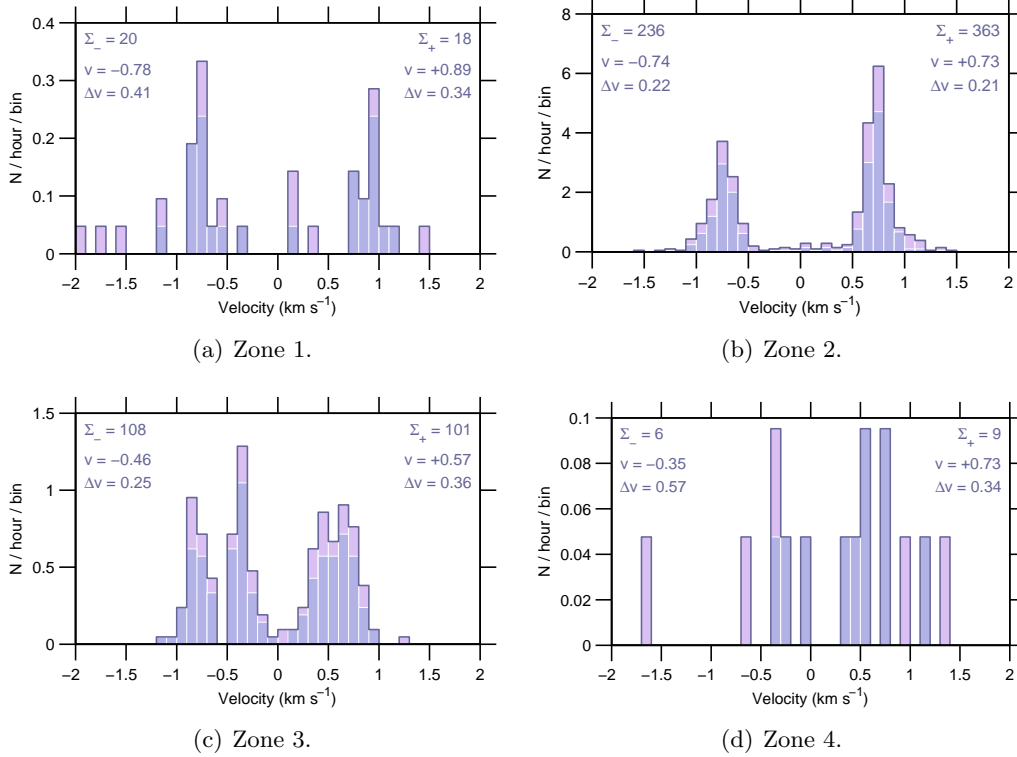 0.4
0.3
0.2
0.1
0
N / hour / bin
Σ− = 20
v = −0.78
Δv = 0.41
Σ+ = 18
v = +0.89
Δv = 0.34
−2 −1.5 −1 −0.5 0 0.5 1 1.5 2
Velocity (km s−1)
(a) Zone 1.
8
6
4
2
0
N / hour / bin
Σ− = 236
v = −0.74
Δv = 0.22
Σ+ = 363
v = +0.73
Δv = 0.21
−2 −1.5 −1 −0.5 0 0.5 1 1.5 2
Velocity (km s−1)
(b) Zone 2.
1.5
1
0.5
0
N / hour / bin
Σ− = 108
v = −0.46
Δv = 0.25
Σ+ = 101
v = +0.57
Δv = 0.36
−2 −1.5 −1 −0.5 0 0.5 1 1.5 2
Velocity (km s−1)
(c) Zone 3.
0.1
0.08
0.06
0.04
0.02
0
N / hour / bin
Σ− = 6
v = −0.35
Δv = 0.57
Σ+ = 9
v = +0.73
Δv = 0.34
−2 −1.5 −1 −0.5 0 0.5 1 1.5 2
Velocity (km s−1)
(d) Zone 4.